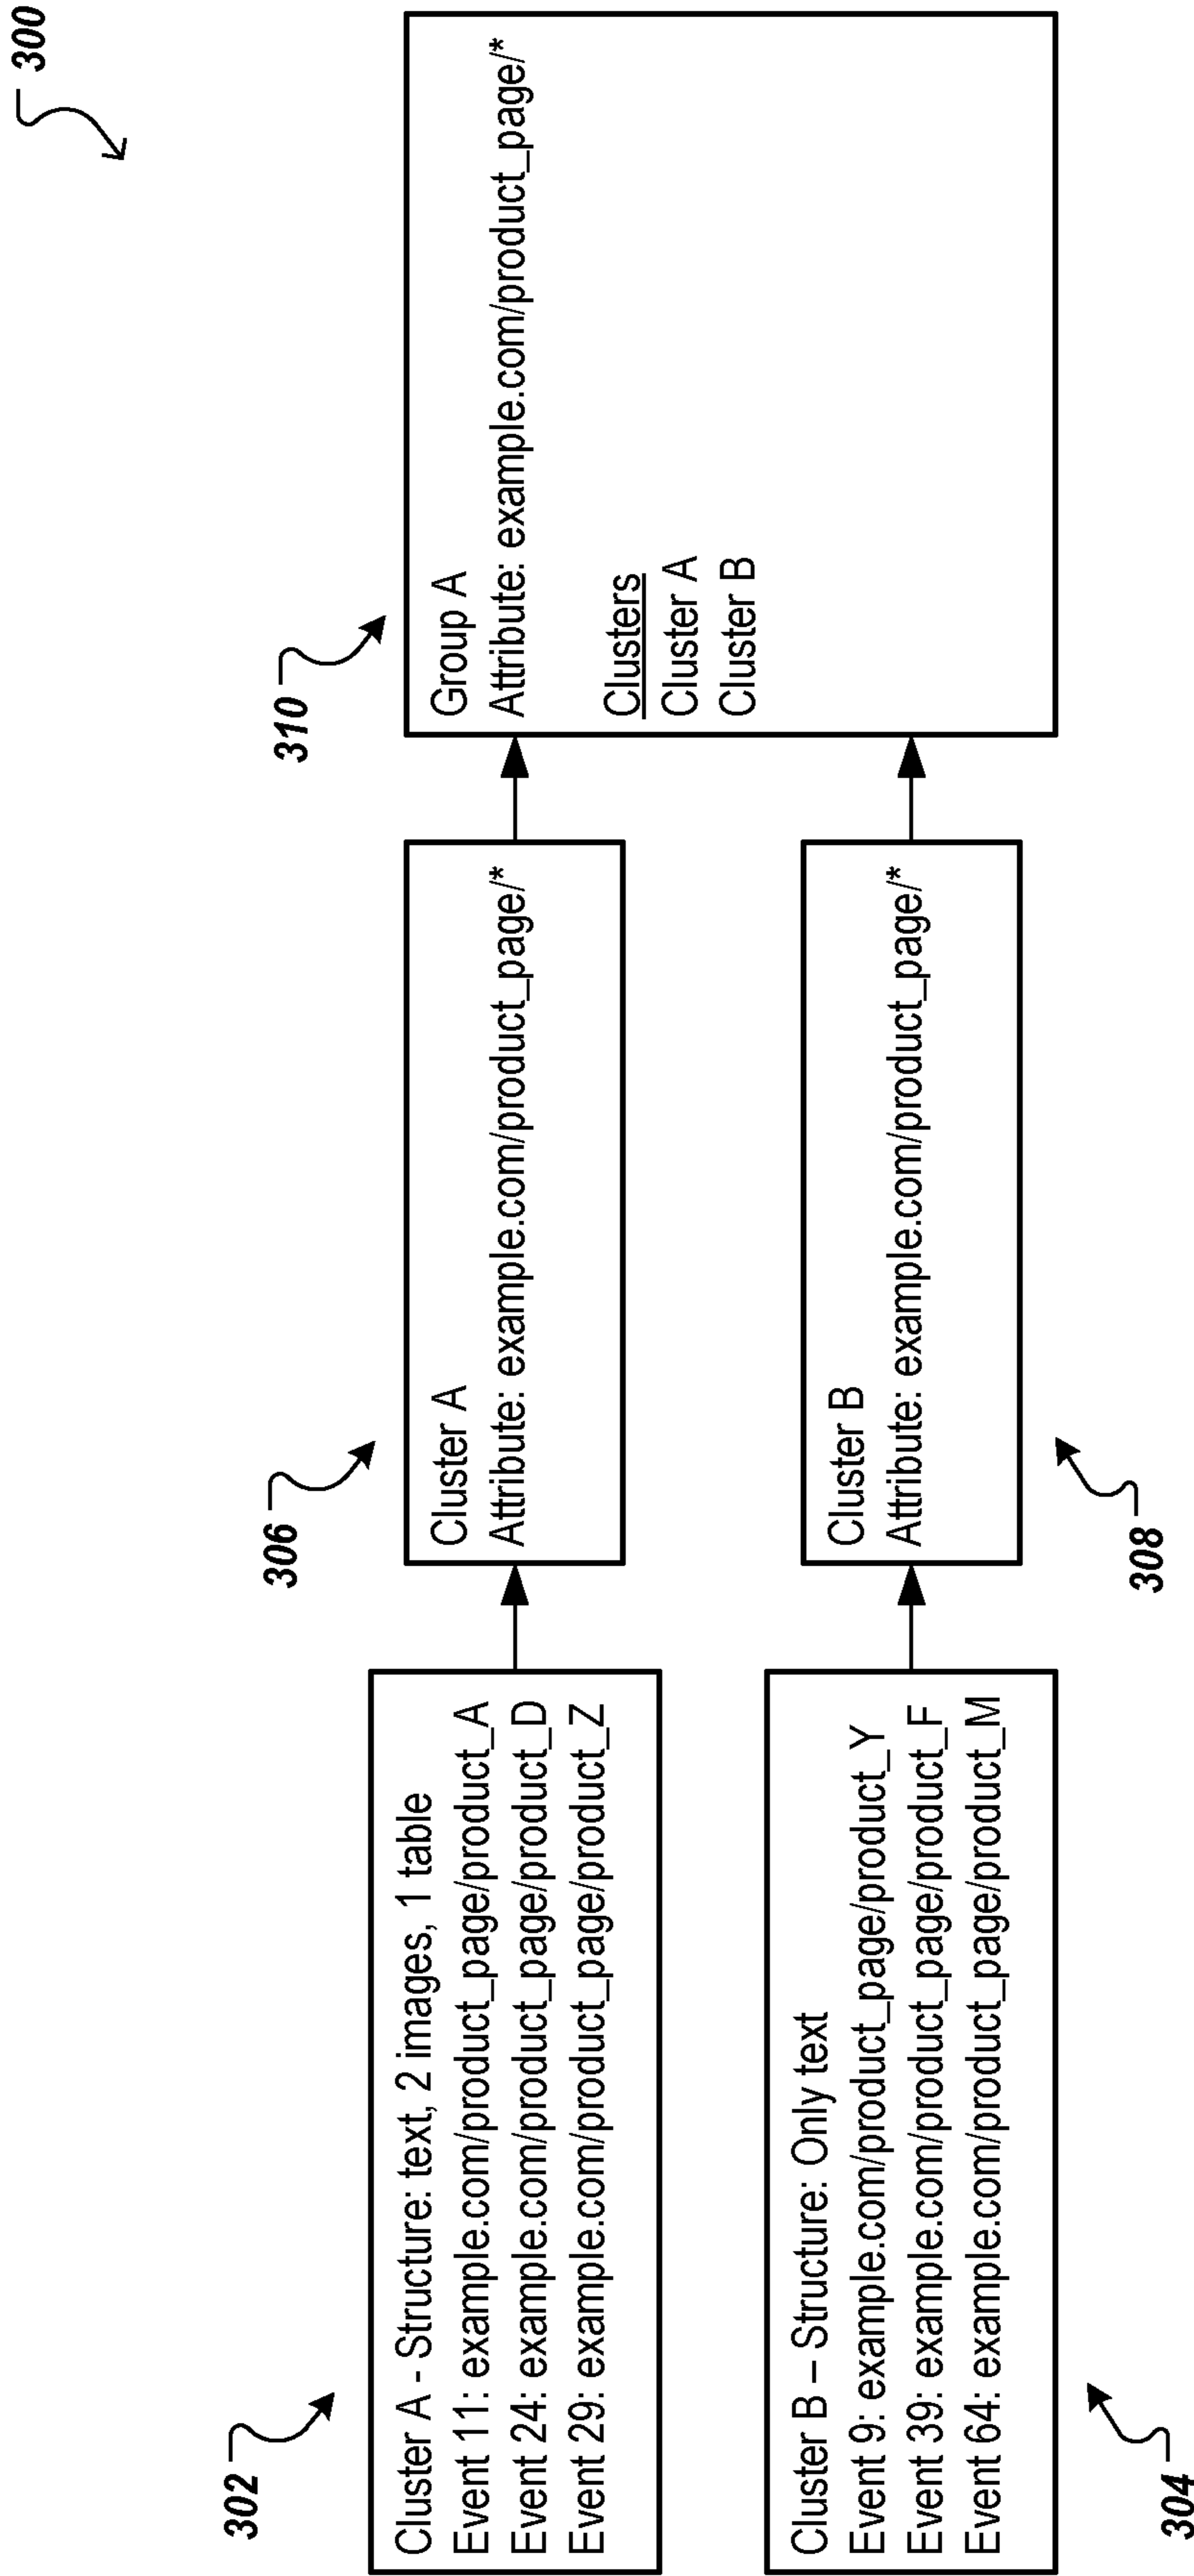 300
302
Cluster A - Structure: text, 2 images, 1 table
Event 11: example.com/product_page/product_A
Event 24: example.com/product_page/product_D
Event 29: example.com/product_page/product_Z
304
Cluster B – Structure: Only text
Event 9: example.com/product_page/product_Y
Event 39: example.com/product_page/product_F
Event 64: example.com/product_page/product_M
306
Cluster A
Attribute: example.com/product_page/*
308
Cluster B
Attribute: example.com/product_page/*
310
Group A
Attribute: example.com/product_page/*
Clusters
Cluster A
Cluster B